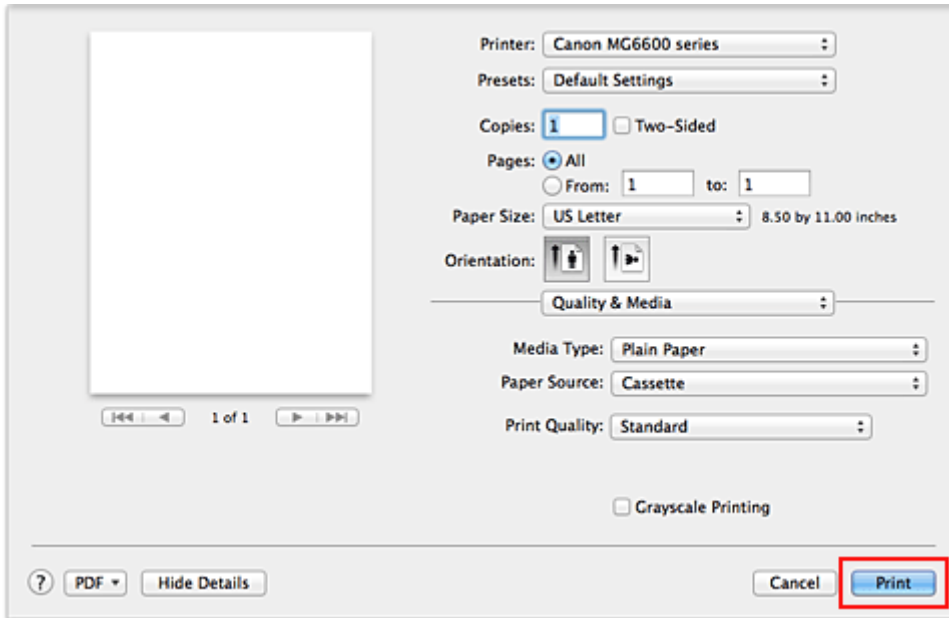 Printer: Canon MG6600 series
Presets: Default Settings
Copies: 1 Two-Sided
Pages: All
From: 1 to: 1
Paper Size: US Letter 8.50 by 11.00 inches
Orientation:
Quality & Media
Media Type: Plain Paper
Paper Source: Cassette
1 of 1
Print Quality: Standard
Grayscale Printing
? PDF Hide Details Cancel Print